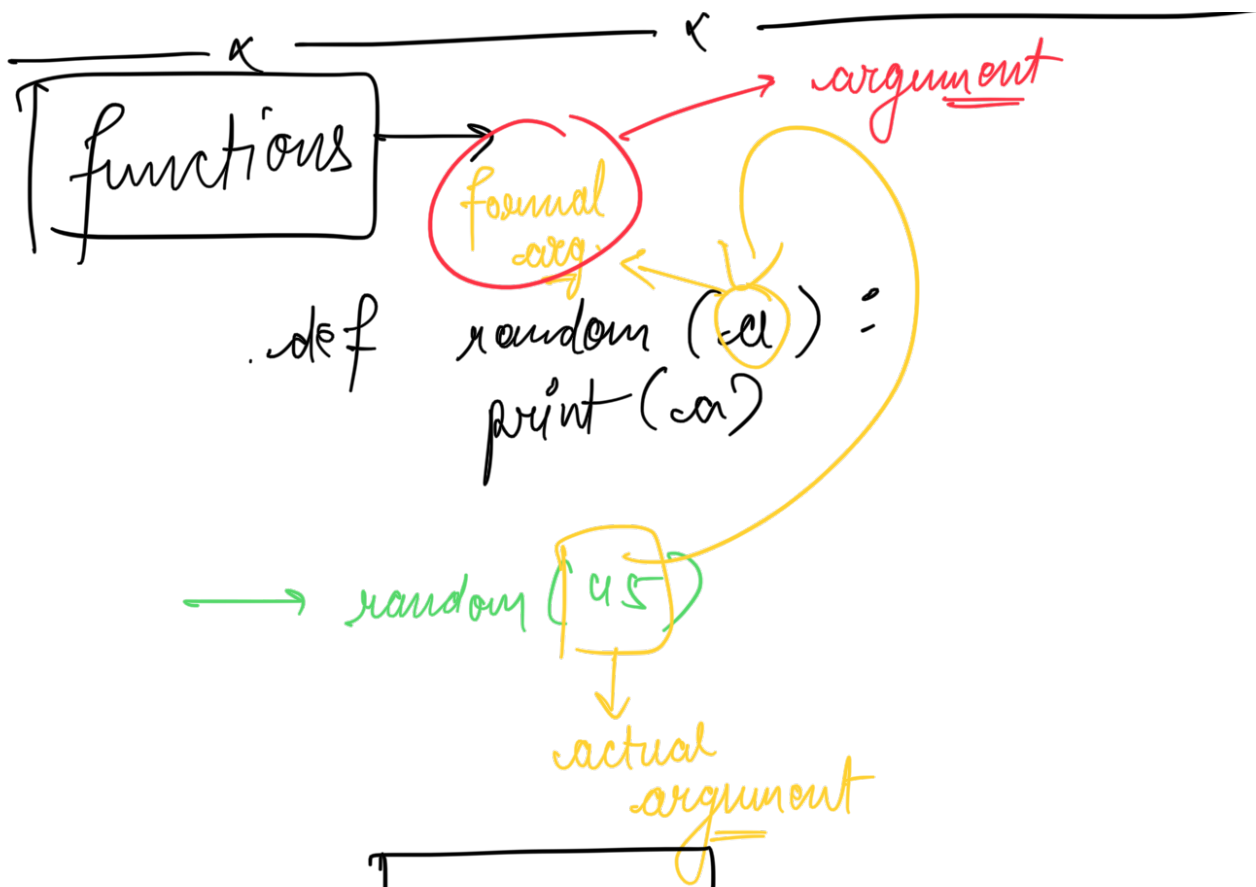 argument
functions
formal
arg
def random (a) :
print (a)
random (45)
actual
argument